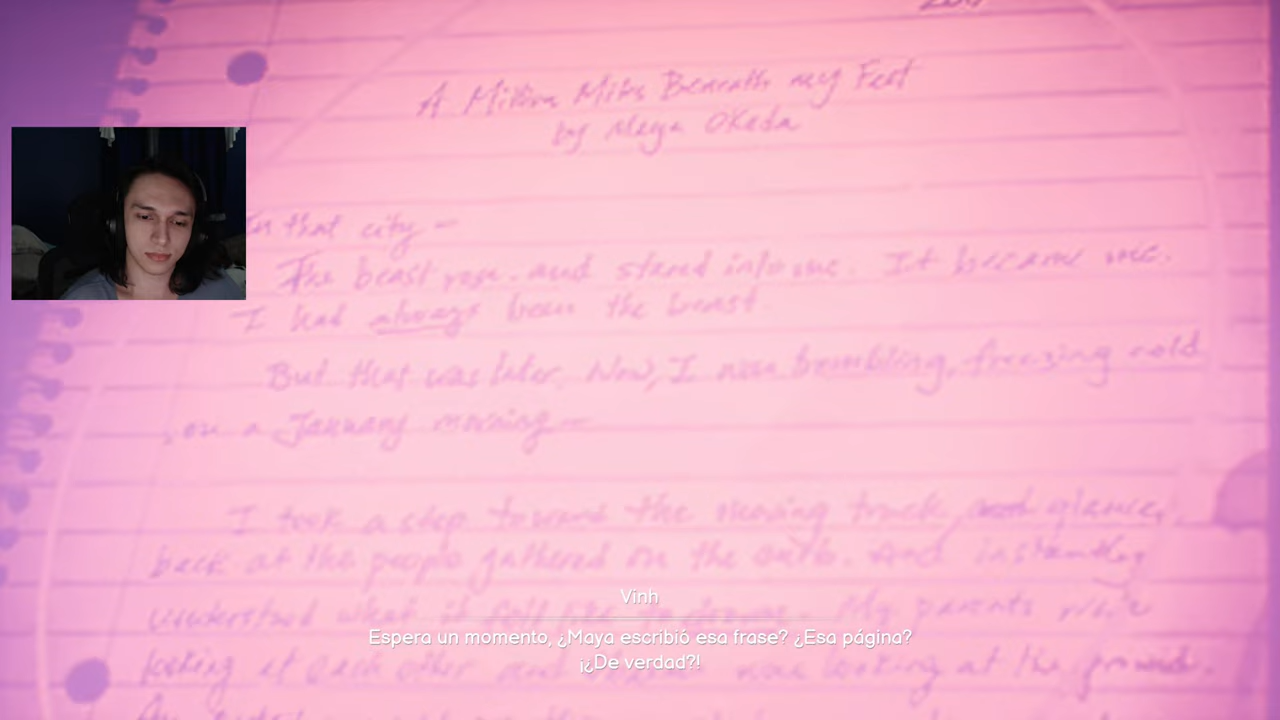 A Million Miles Beneath my Feet
by Maya Okada
In that city —
The beast rose and stared into me. It became me.
I had always been the beast.
But that was later. Now, I was trembling, freezing cold
on a January morning —
I took a step toward the moving truck, and glanced
back at the people gathered on the curb. And instantly
understood what it felt like to My parents were
looking at each other and was looking at the ground.
Vinh
Espera un momento, ¿Maya escribió esa frase? ¿Esa página?
¡¿De verdad?!